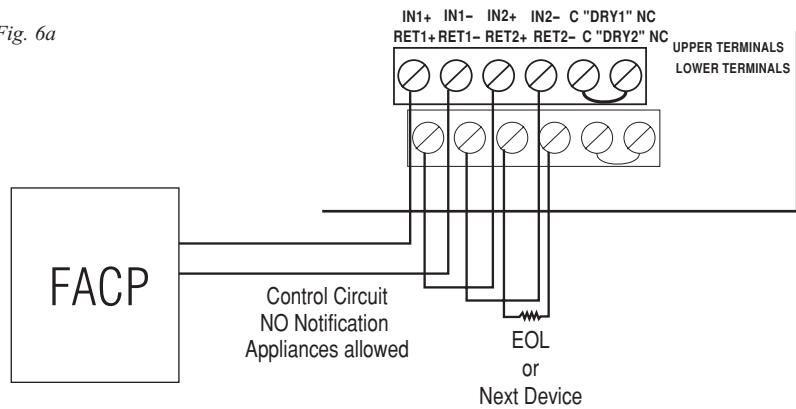 Fig. 6a
IN1+ IN1– IN2+ IN2– C "DRY1" NC
RET1+ RET1– RET2+ RET2– C "DRY2" NC
UPPER TERMINALS
LOWER TERMINALS
FACP
Control Circuit
NO Notification
Appliances allowed
EOL
or
Next Device